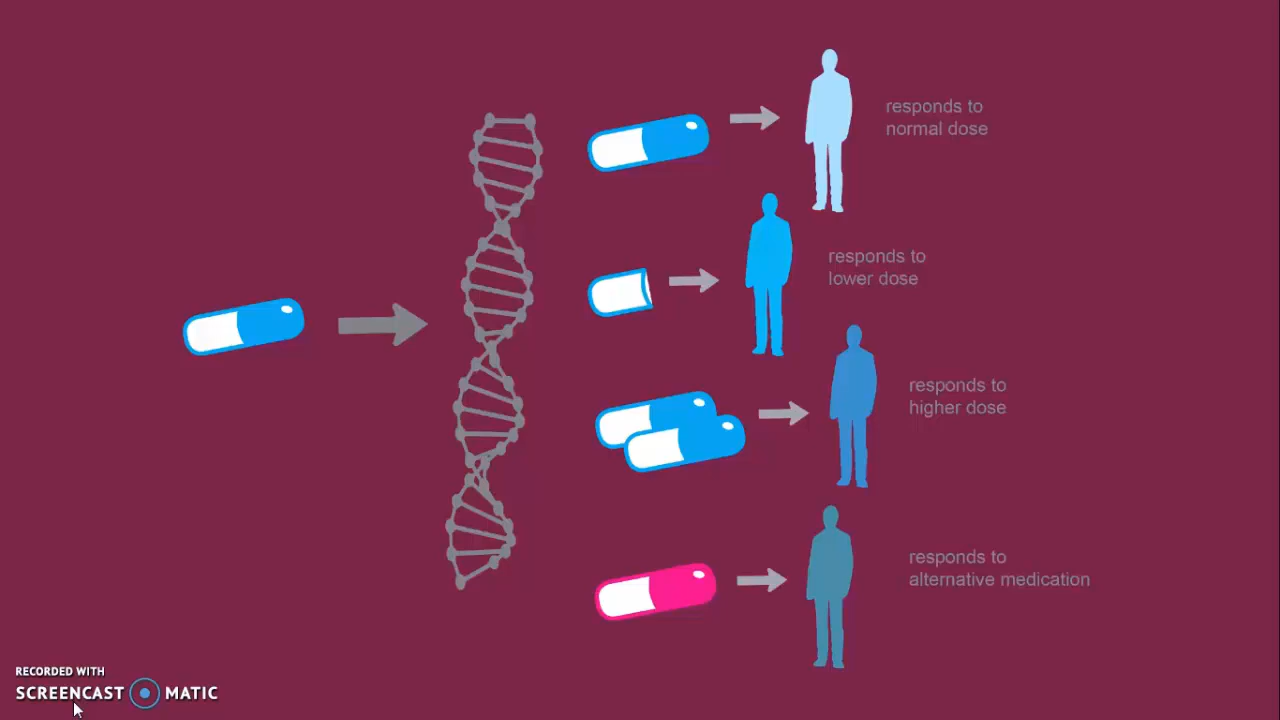 responds to
normal dose
responds to
lower dose
responds to
higher dose
responds to
alternative medication
RECORDED WITH
SCREENCAST MATIC